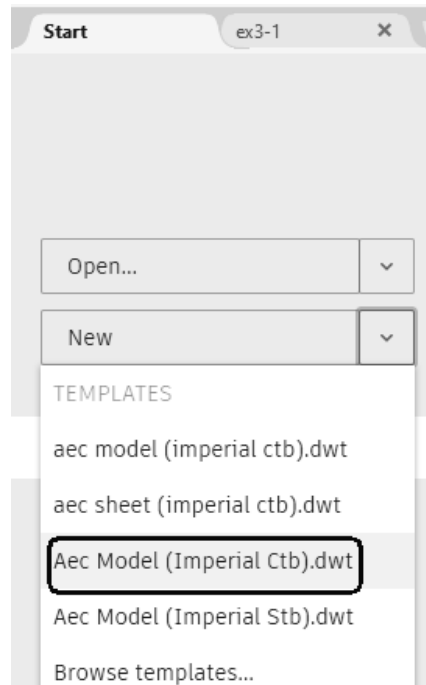 Start
ex3-1
Open...
New
TEMPLATES
aec model (imperial ctb).dwt
aec sheet (imperial ctb).dwt
Aec Model (Imperial Ctb).dwt
Aec Model (Imperial Stb).dwt
Browse templates...